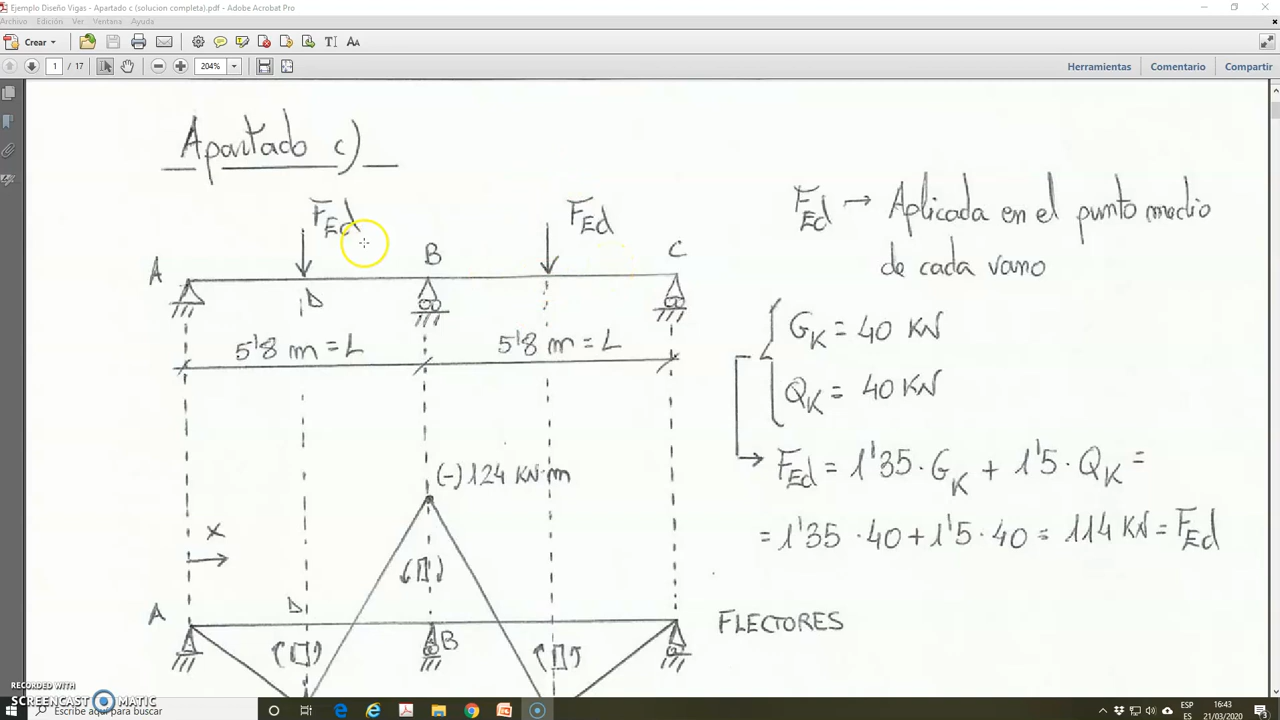 Ejemplo Diseño Vigas - Apartado c (solucion completa).pdf - Adobe Acrobat Pro
Archivo Edición Ver Ventana Ayuda
Crear
1 / 17
204%
Herramientas Comentario Compartir
Apartado c)
FEd
FEd
FEd → Aplicada en el punto medio
de cada vano
A
B
C
D
5'8 m = L
5'8 m = L
GK = 40 KN
QK = 40 KN
FEd = 1'35 · GK + 1'5 · QK =
= 1'35 · 40 + 1'5 · 40 = 114 KN = FEd
(-) 124 KN·m
X
A
D
B
FLECTORES
RECORDED WITH
SCREENCAST MATIC
Escribe aquí para buscar
ESP
ES
16:43
21/03/2020